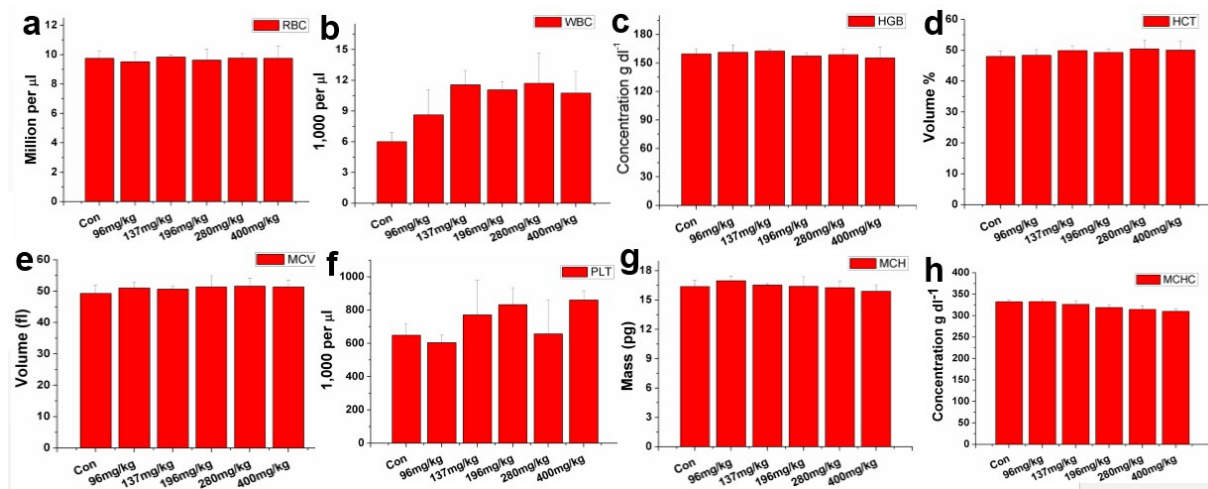 a
RBC
Million per μl
12
10
8
6
4
2
0
Con
96mg/kg
137mg/kg
196mg/kg
280mg/kg
400mg/kg
b
WBC
1,000 per μl
15
12
9
6
3
0
Con
96mg/kg
137mg/kg
196mg/kg
280mg/kg
400mg/kg
c
HGB
Concentration g dl-1
180
155
135
90
45
0
Con
96mg/kg
137mg/kg
196mg/kg
280mg/kg
400mg/kg
d
HCT
Volume %
60
50
40
30
20
10
0
Con
96mg/kg
137mg/kg
196mg/kg
280mg/kg
400mg/kg
e
MCV
Volume (fl)
60
50
40
30
20
10
0
Con
96mg/kg
137mg/kg
196mg/kg
280mg/kg
400mg/kg
f
PLT
1,000 per μl
1000
800
600
400
200
0
Con
96mg/kg
137mg/kg
196mg/kg
280mg/kg
400mg/kg
g
MCH
Mass (pg)
18
15
12
9
6
3
0
Con
96mg/kg
137mg/kg
196mg/kg
280mg/kg
400mg/kg
h
MCHC
Concentration g dl-1
400
350
300
250
200
150
100
50
0
Con
96mg/kg
137mg/kg
196mg/kg
280mg/kg
400mg/kg